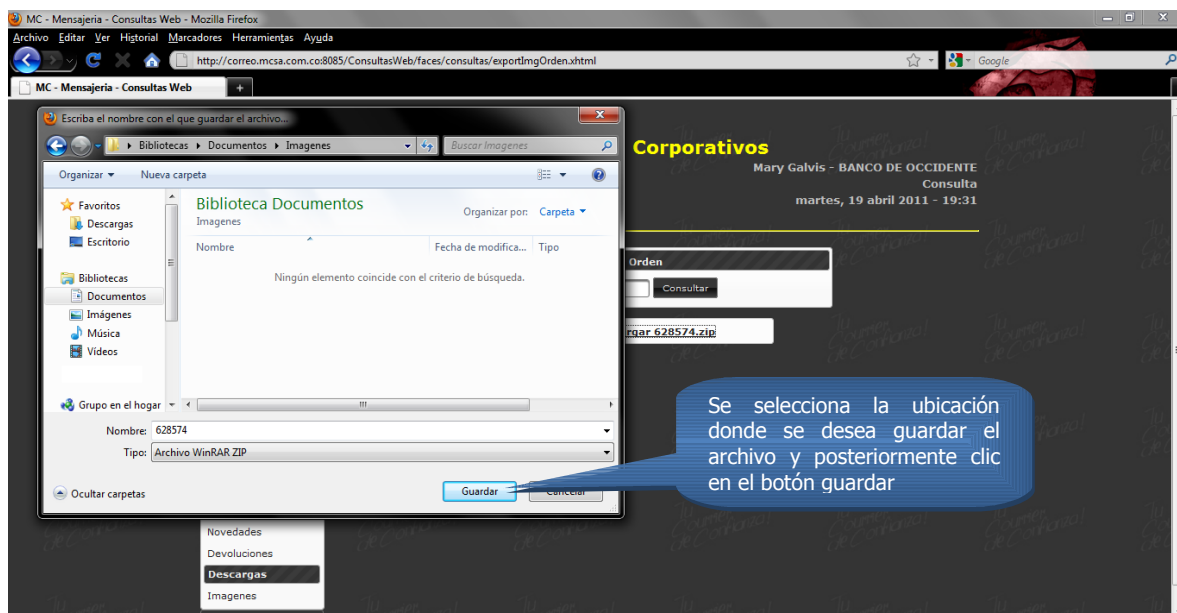 MC - Mensajeria - Consultas Web - Mozilla Firefox
Archivo Editar Ver Historial Marcadores Herramientas Ayuda
http://correo.mcsa.com.co:8085/ConsultasWeb/faces/consultas/exportImgOrden.xhtml
Google
MC - Mensajeria - Consultas Web
Escriba el nombre con el que guardar el archivo...
Bibliotecas Documentos Imagenes
Buscar Imagenes
Organizar
Nueva carpeta
Favoritos
Descargas
Escritorio
Bibliotecas
Documentos
Imágenes
Música
Vídeos
Grupo en el hogar
Biblioteca Documentos
Imagenes
Organizar por: Carpeta
Nombre Fecha de modifica... Tipo
Ningún elemento coincide con el criterio de búsqueda.
Nombre: 628574
Tipo: Archivo WinRAR ZIP
Ocultar carpetas
Guardar
Cancelar
Corporativos
Mary Galvis - BANCO DE OCCIDENTE
Consulta
martes, 19 abril 2011 - 19:31
Orden
Consultar
rgar 628574.zip
Se selecciona la ubicación
donde se desea guardar el
archivo y posteriormente clic
en el botón guardar
Novedades
Devoluciones
Descargas
Imagenes